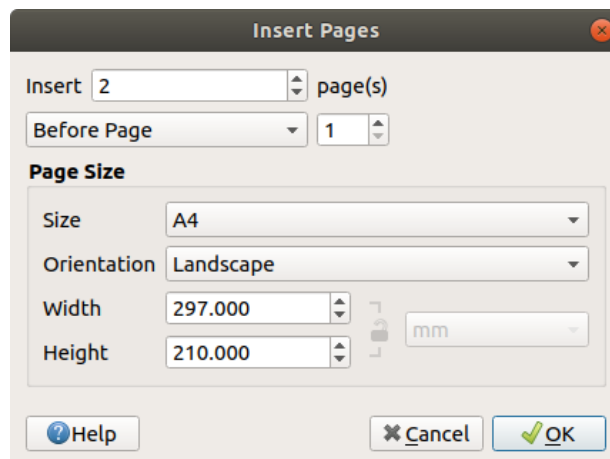 Insert Pages
Insert 2 page(s)
Before Page 1
Page Size
Size A4
Orientation Landscape
Width 297.000
mm
Height 210.000
Help Cancel OK